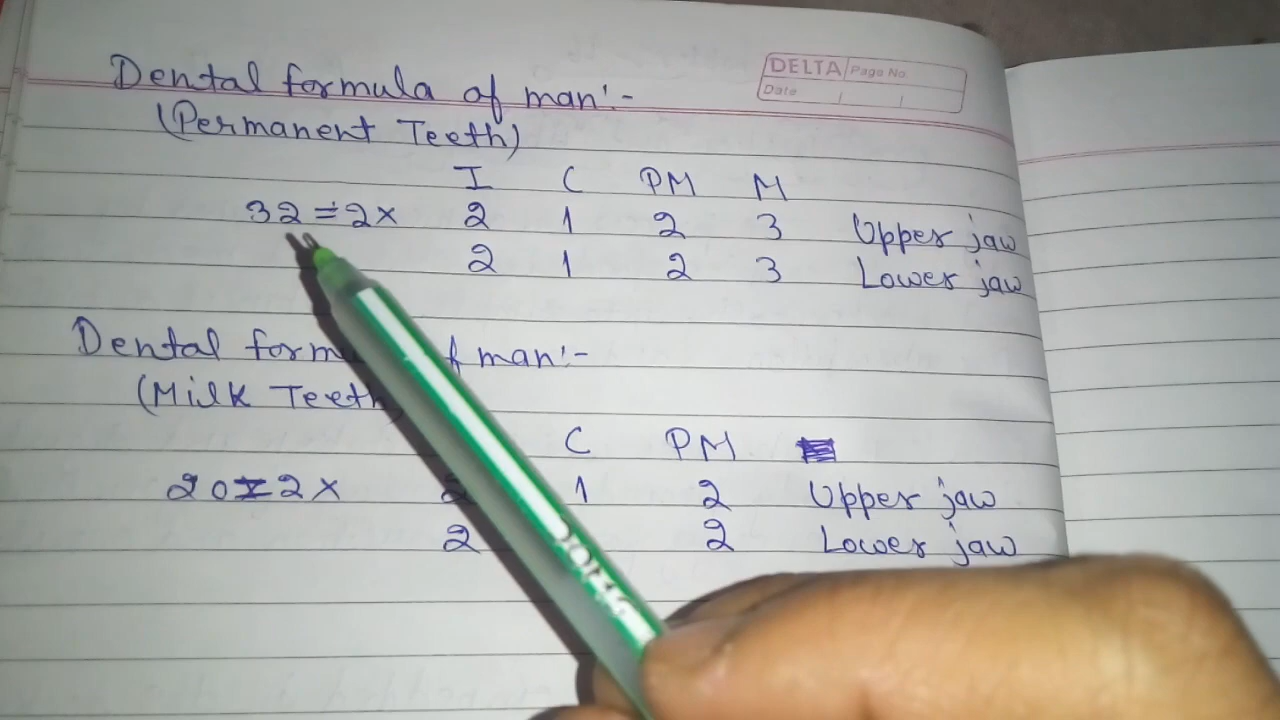 DELTA Page No.
Date
Dental formula of man:-
(Permanent Teeth)
I C PM M
32 = 2x 2 1 2 3 Upper jaw
2 1 2 3 Lower jaw
Dental of man:-
(Milk Teeth
C PM
20 = 2x 1 2 Upper jaw
2 2 Lower jaw